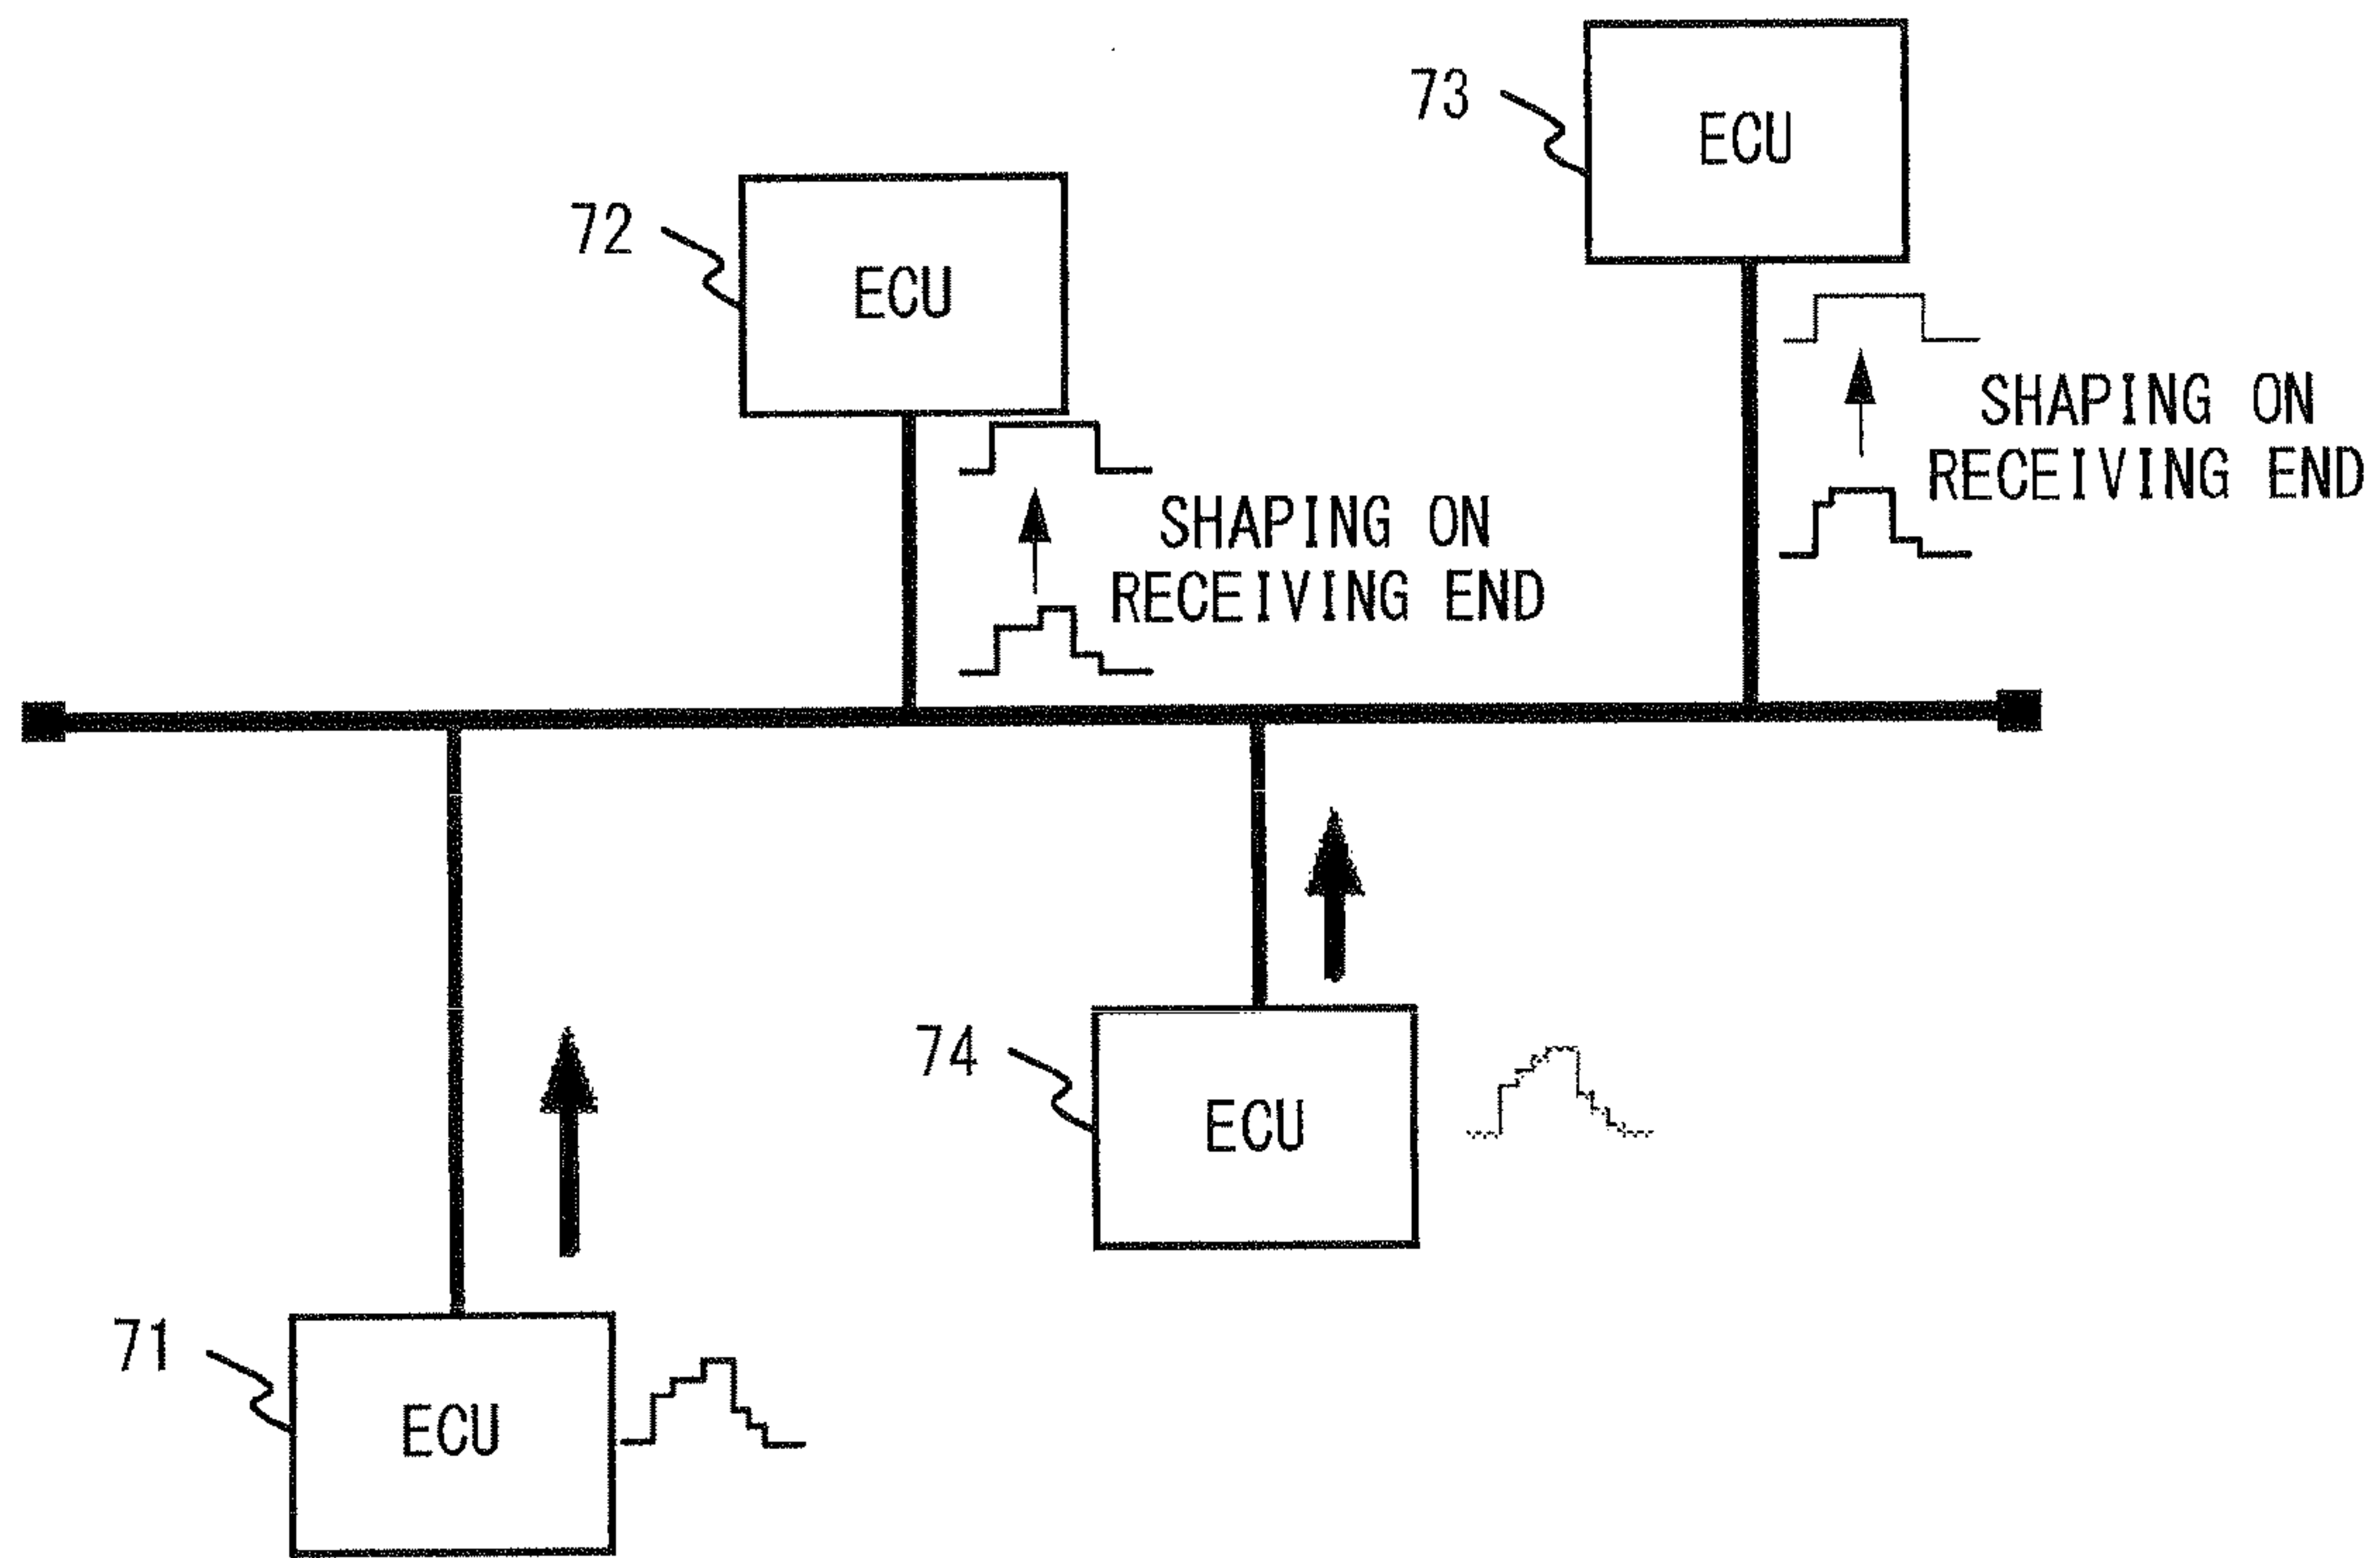 73
ECU
72
ECU
SHAPING ON
RECEIVING END
SHAPING ON
RECEIVING END
74
ECU
71
ECU